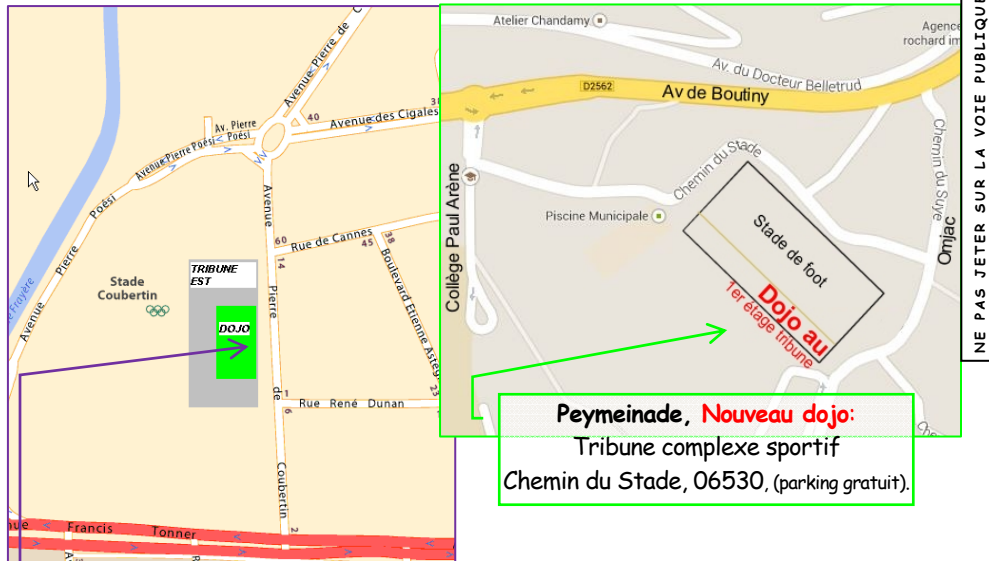 Avenue Pierre de C
Av. Pierre
Poési
Avenue Pierre Poési
40
Avenue des Cigales
Avenue
Pierre
Poési
Avenue
60
Rue de Cannes
45
38
14
Boulevard Etienne Asteg
23
Stade
Coubertin
TRIBUNE
EST
DOJO
Pierre
de
Coubertin
1
6
Rue René Dunan
2
nue Francis Tonner
Atelier Chandamy
Agence
rochard im
Av. du Docteur Belletrud
D2562
Av de Boutiny
Chemin du Stade
Chemin du Suye
Omjac
Collège Paul Arène
Piscine Municipale
Stade de foot
Dojo au
1er étage tribune
Peymeinade, Nouveau dojo:
Tribune complexe sportif
Chemin du Stade, 06530, (parking gratuit).
NE PAS JETER SUR LA VOIE PUBLIQUE